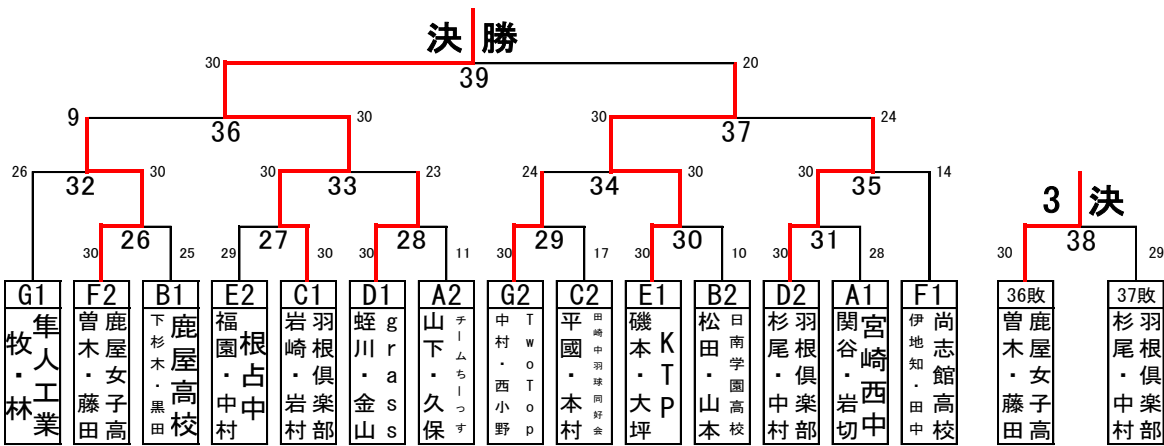 決 勝
30 39 20
9 36 30 30 37 24
26 32 30 30 33 23 24 34 30 30 35 14
3 決
30 26 25 29 27 30 30 28 11 30 29 17 30 30 10 30 31 28 30 38 29
G1 F2 B1 E2 C1 D1 A2 G2 C2 E1 B2 D2 A1 F1 36敗 37敗
隼人工業
牧・林
鹿屋女子高
曽木・藤田
鹿屋高校
下杉木・黒田
根占中
福園・中村
羽根倶楽部
岩崎・岩村
grass
蛭川・金山
チームちーっす
山下・久保
TwoTop
中村・西小野
田崎中羽球同好会
平國・本村
KTP
磯本・大坪
日南学園高校
松田・山本
羽根倶楽部
杉尾・中村
宮崎西中
関谷・岩切
尚志館高校
伊地知・田中
鹿屋女子高
曽木・藤田
羽根倶楽部
杉尾・中村